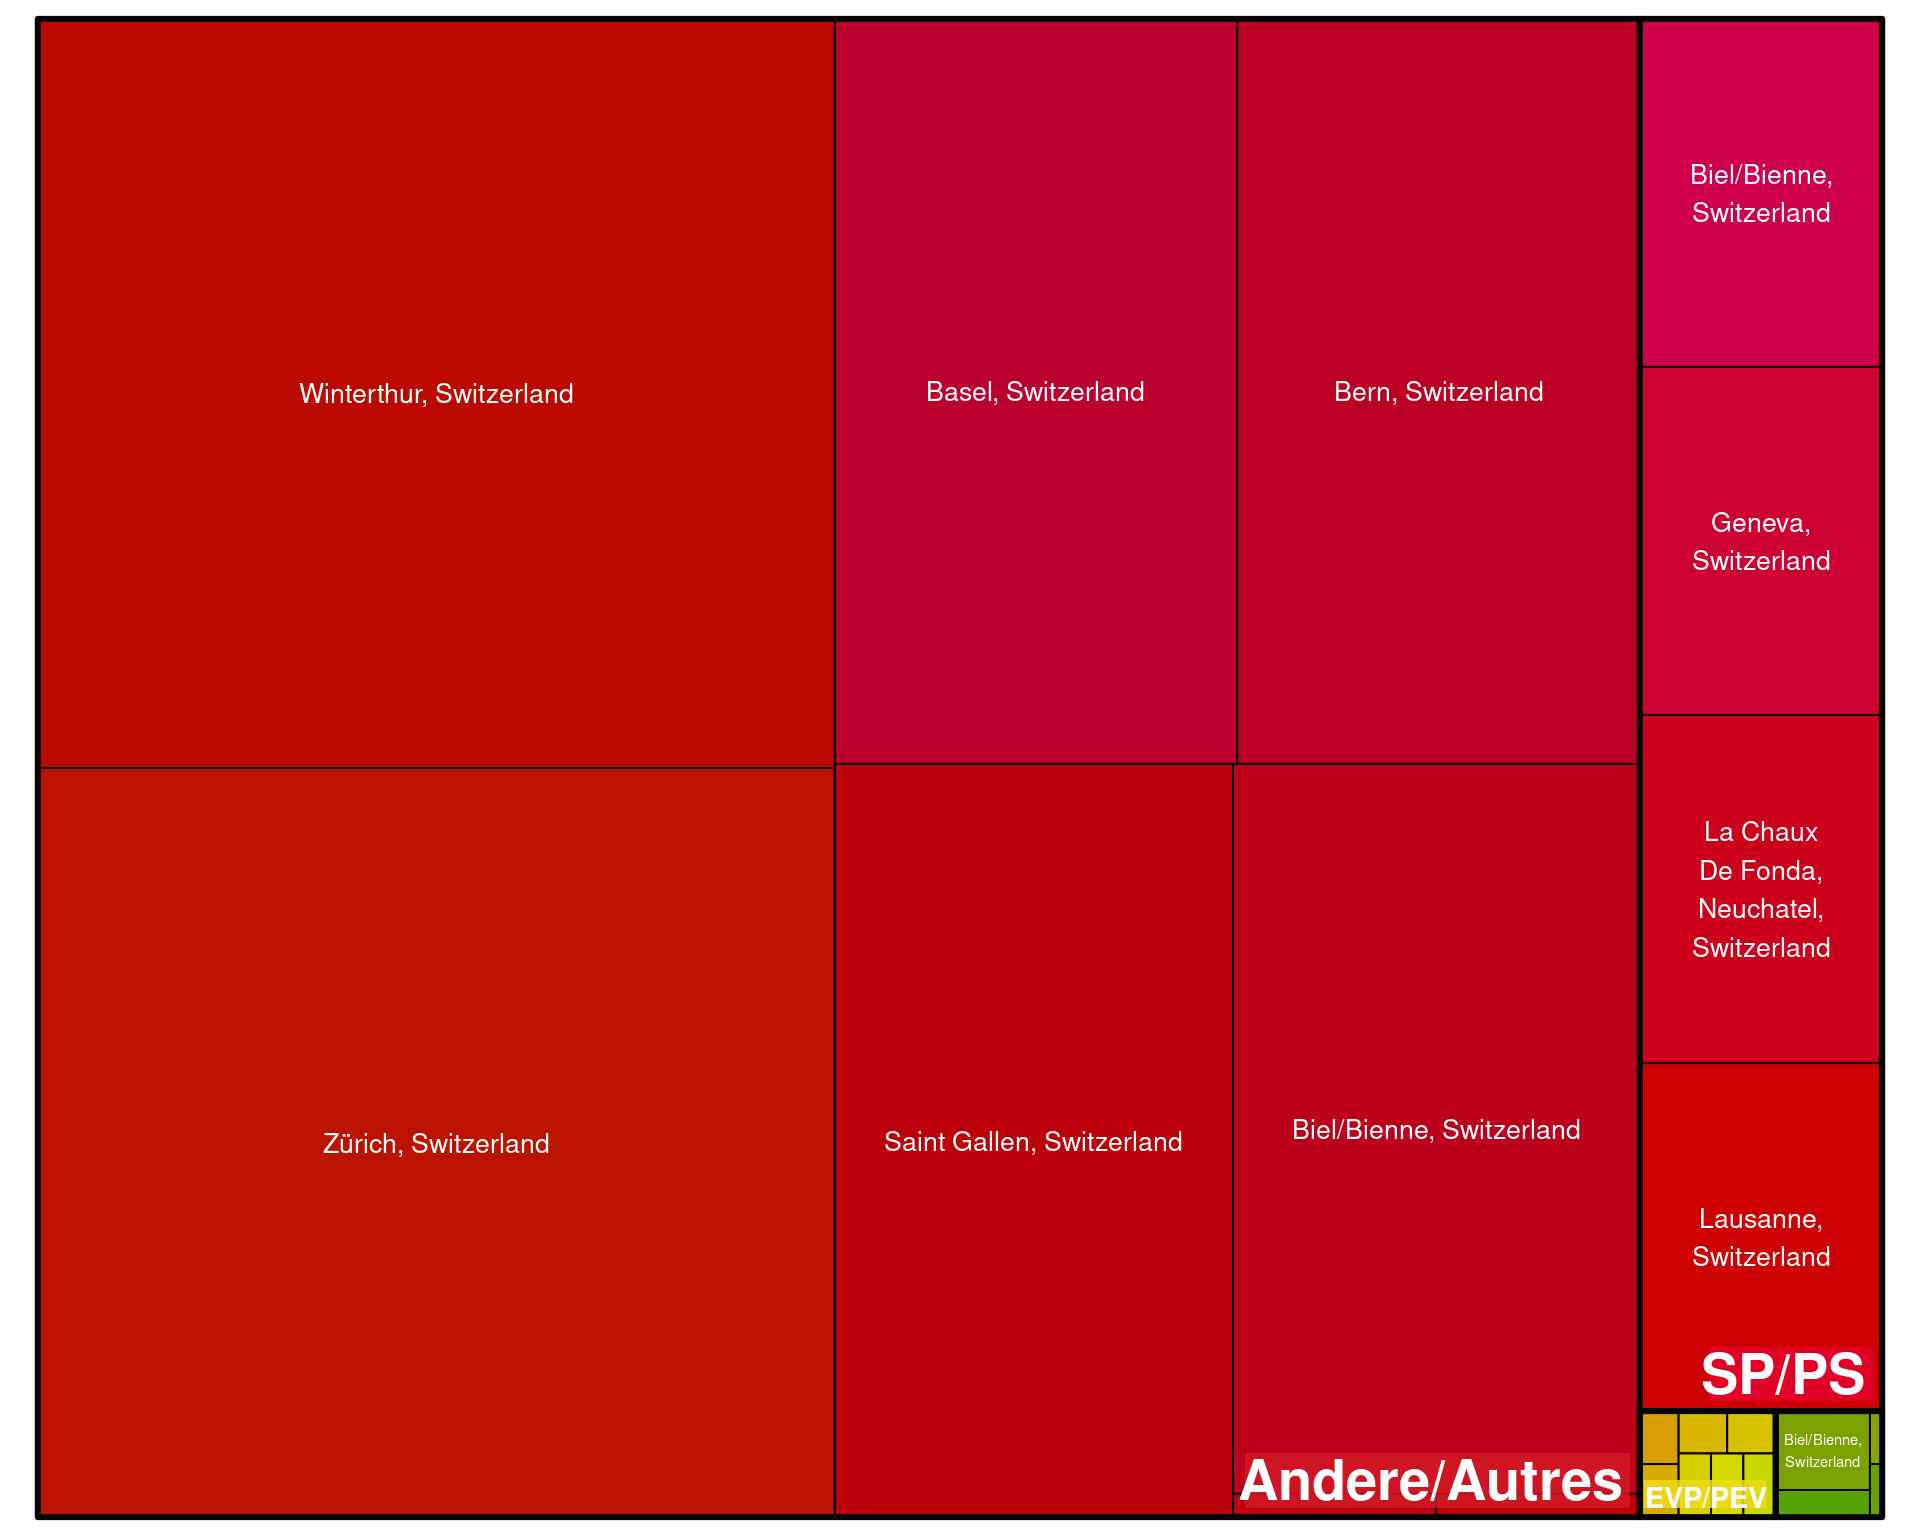 Winterthur, Switzerland
Basel, Switzerland
Bern, Switzerland
Biel/Bienne,
Switzerland
Geneva,
Switzerland
La Chaux
De Fonda,
Neuchatel,
Switzerland
Zürich, Switzerland
Saint Gallen, Switzerland
Biel/Bienne, Switzerland
Lausanne,
Switzerland
SP/PS
Andere/Autres
Biel/Bienne,
Switzerland
EVP/PEV